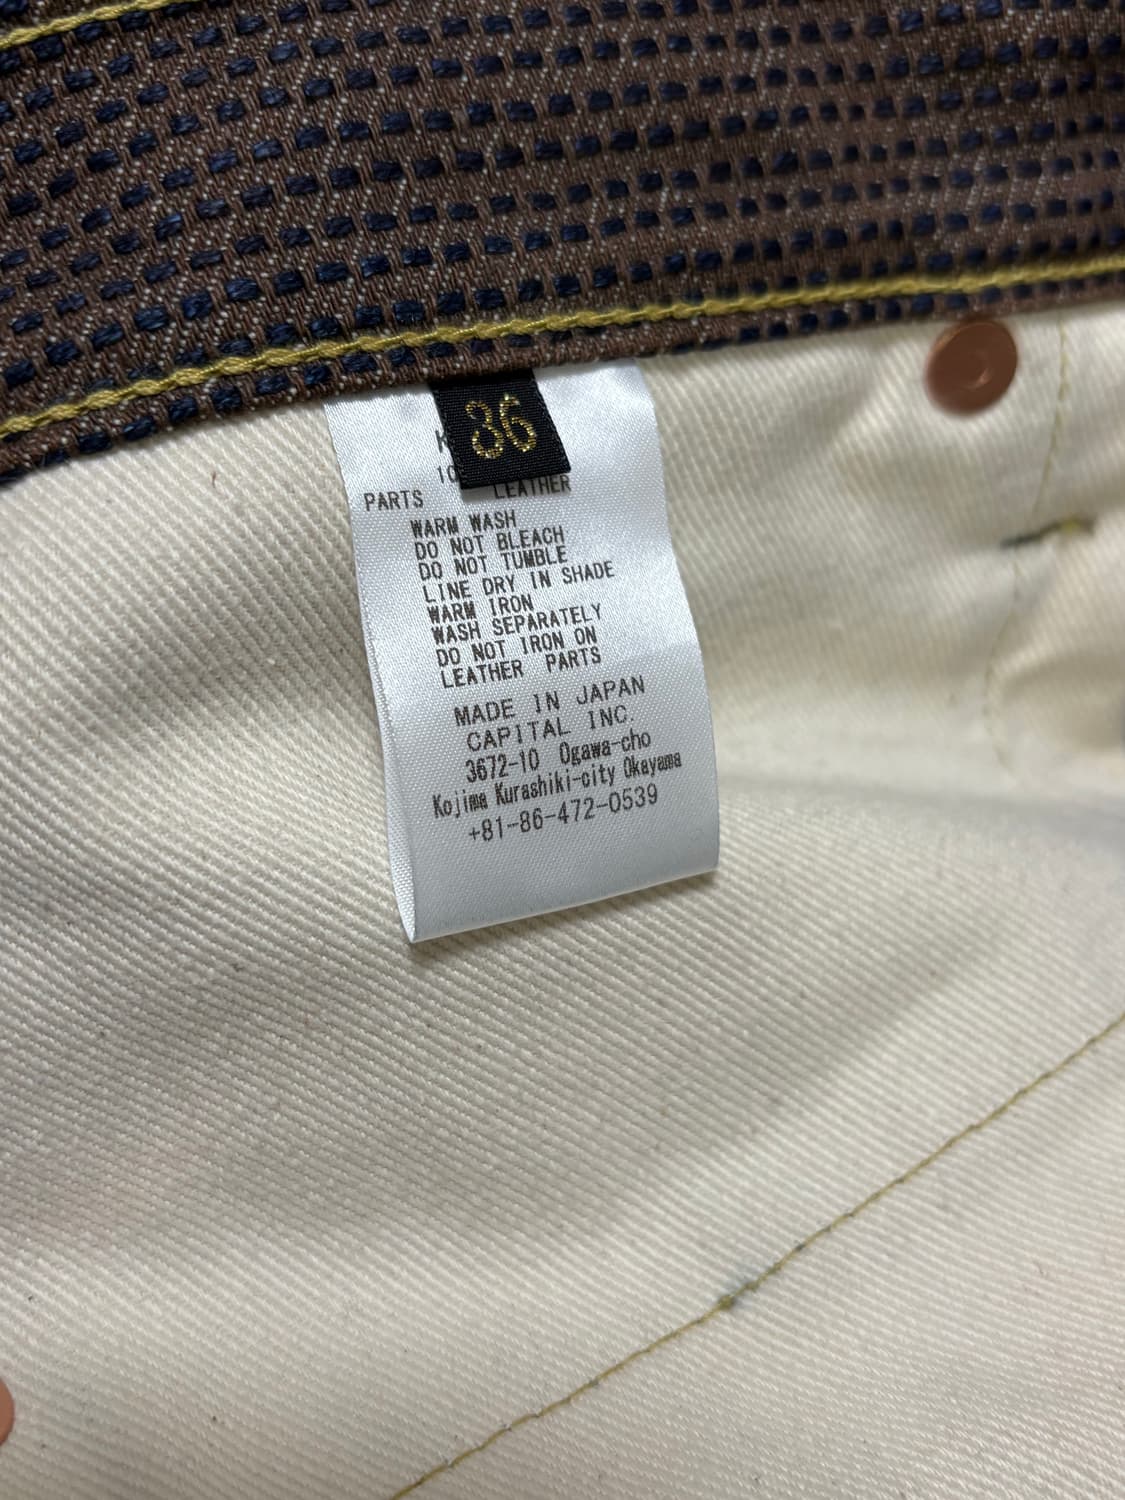 36
PARTS LEATHER
WARM WASH
DO NOT BLEACH
DO NOT TUMBLE
LINE DRY IN SHADE
WARM IRON
WASH SEPARATELY
DO NOT IRON ON
LEATHER PARTS
MADE IN JAPAN
CAPITAL INC.
3672-10 Ogawa-cho
Kojima Kurashiki-city Okayama
+81-86-472-0539